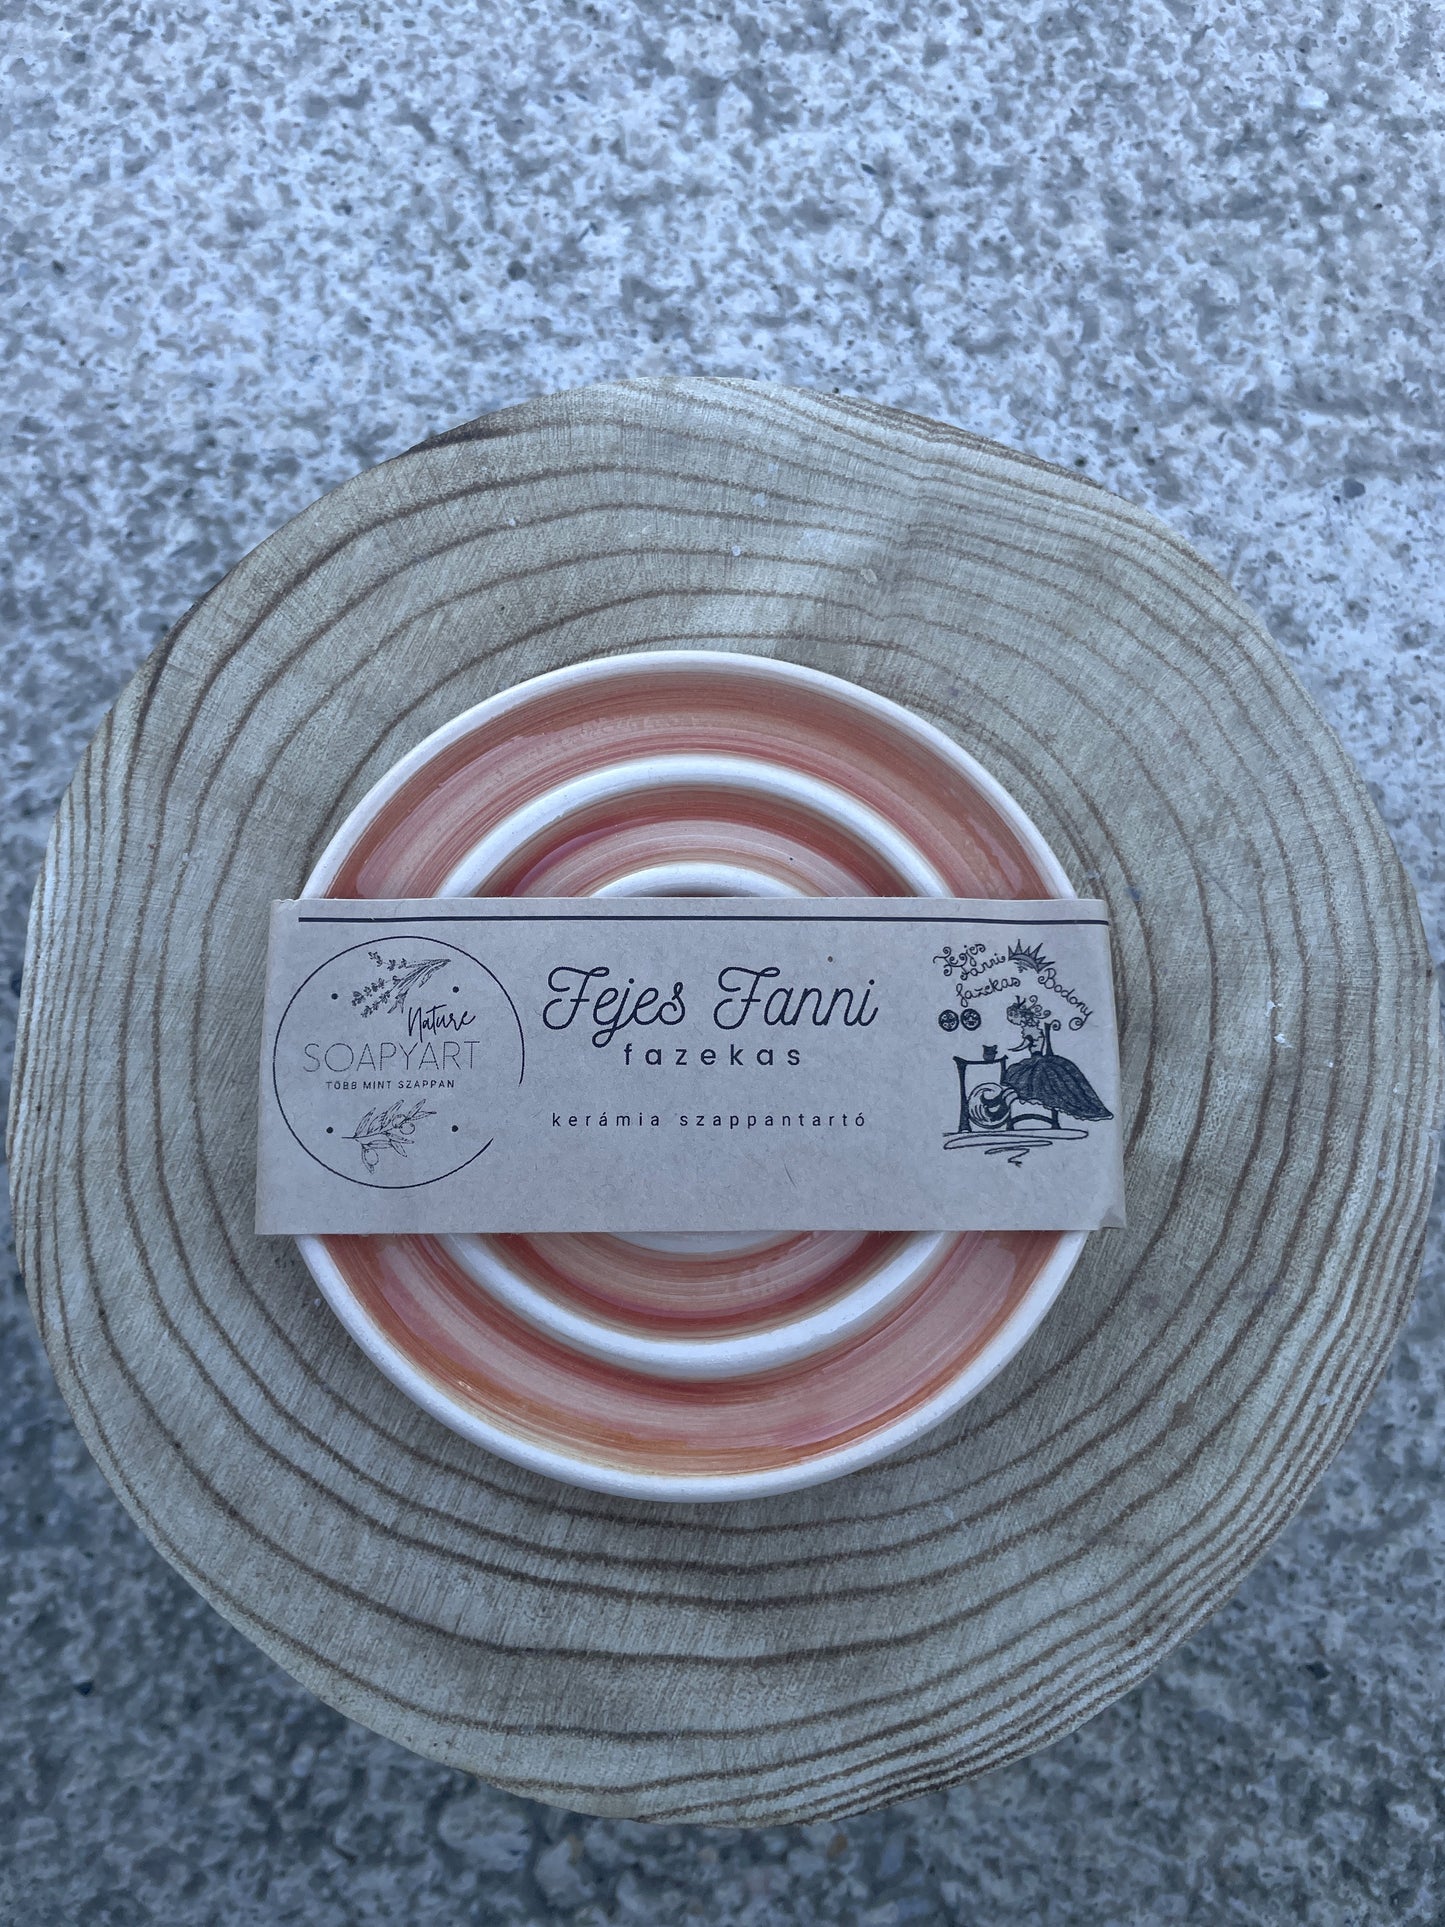 Nature
SOAPYART
TÖBB MINT SZAPPAN
Fejes Fanni
fazekas
kerámia szappantartó
Fejes
Fanni
fazekas
Bodony